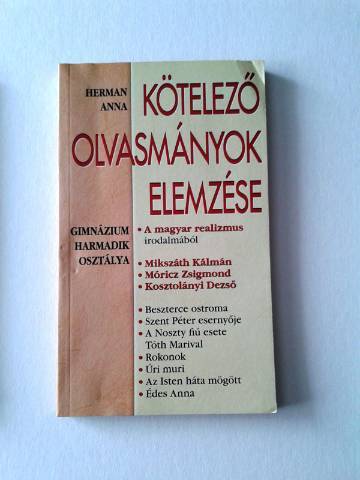 HERMAN
ANNA
KÖTELEZŐ
OLVASMÁNYOK
ELEMZÉSE
GIMNÁZIUM
HARMADIK
OSZTÁLYA
• A magyar realizmus
irodalmából
• Mikszáth Kálmán
• Móricz Zsigmond
• Kosztolányi Dezső
• Beszterce ostroma
• Szent Péter esernyője
• A Noszty fiú esete
Tóth Marival
• Rokonok
• Úri muri
• Az Isten háta mögött
• Édes Anna